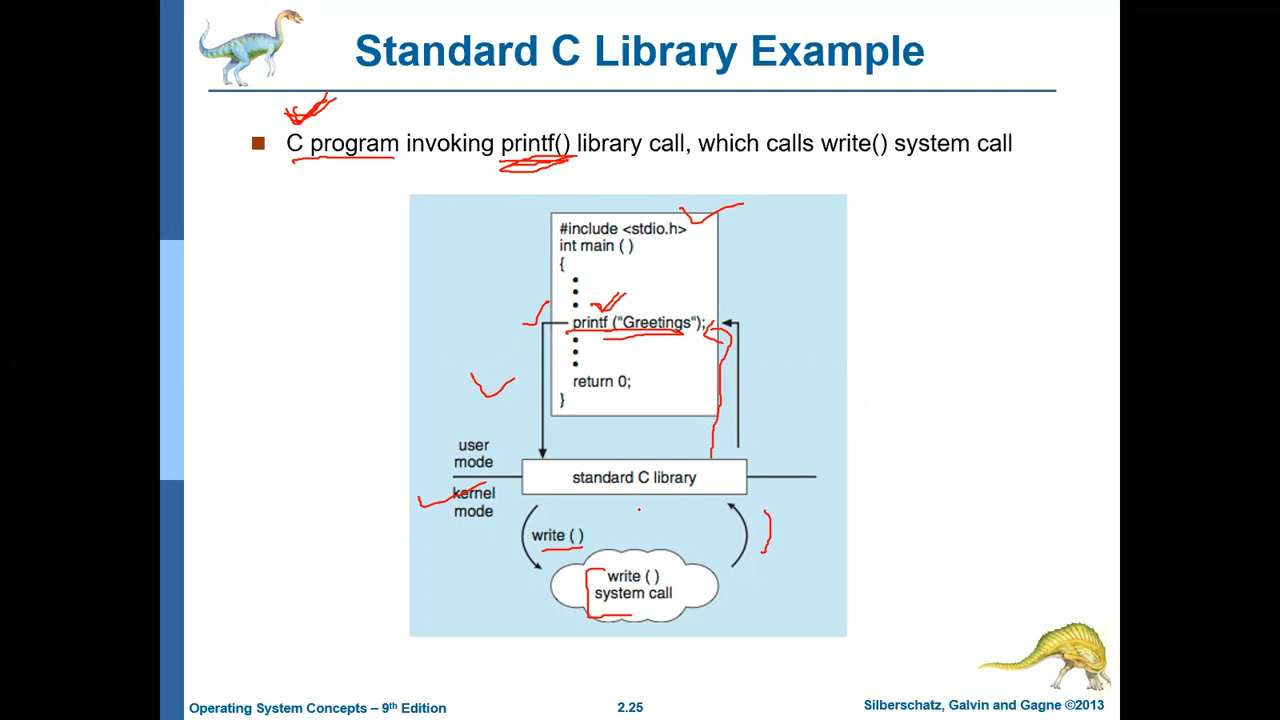 Standard C Library Example
C program invoking printf() library call, which calls write() system call
#include <stdio.h>
int main ( )
{
printf ("Greetings");
return 0;
}
user
mode
standard C library
kernel
mode
write ( )
write ( )
system call
Operating System Concepts – 9th Edition
2.25
Silberschatz, Galvin and Gagne ©2013